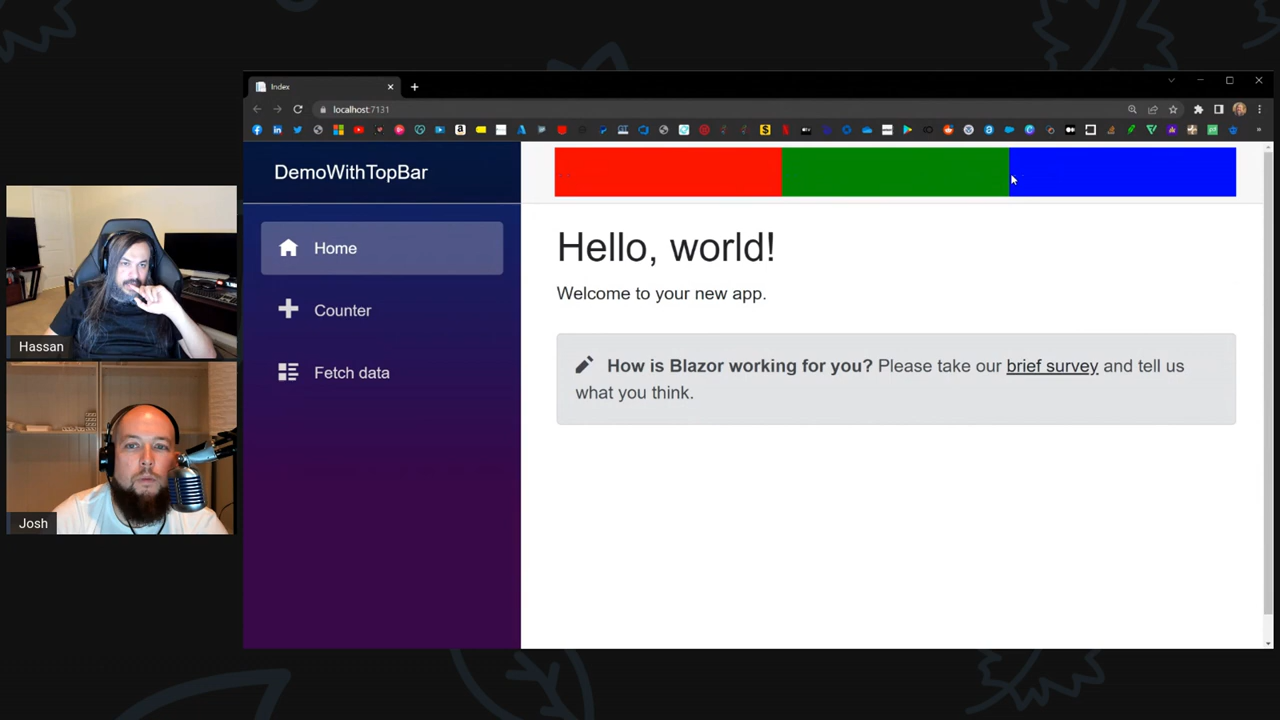 Index
localhost:7131
DemoWithTopBar
Home
Counter
Fetch data
Hello, world!
Welcome to your new app.
How is Blazor working for you? Please take our brief survey and tell us
what you think.
Hassan
Josh